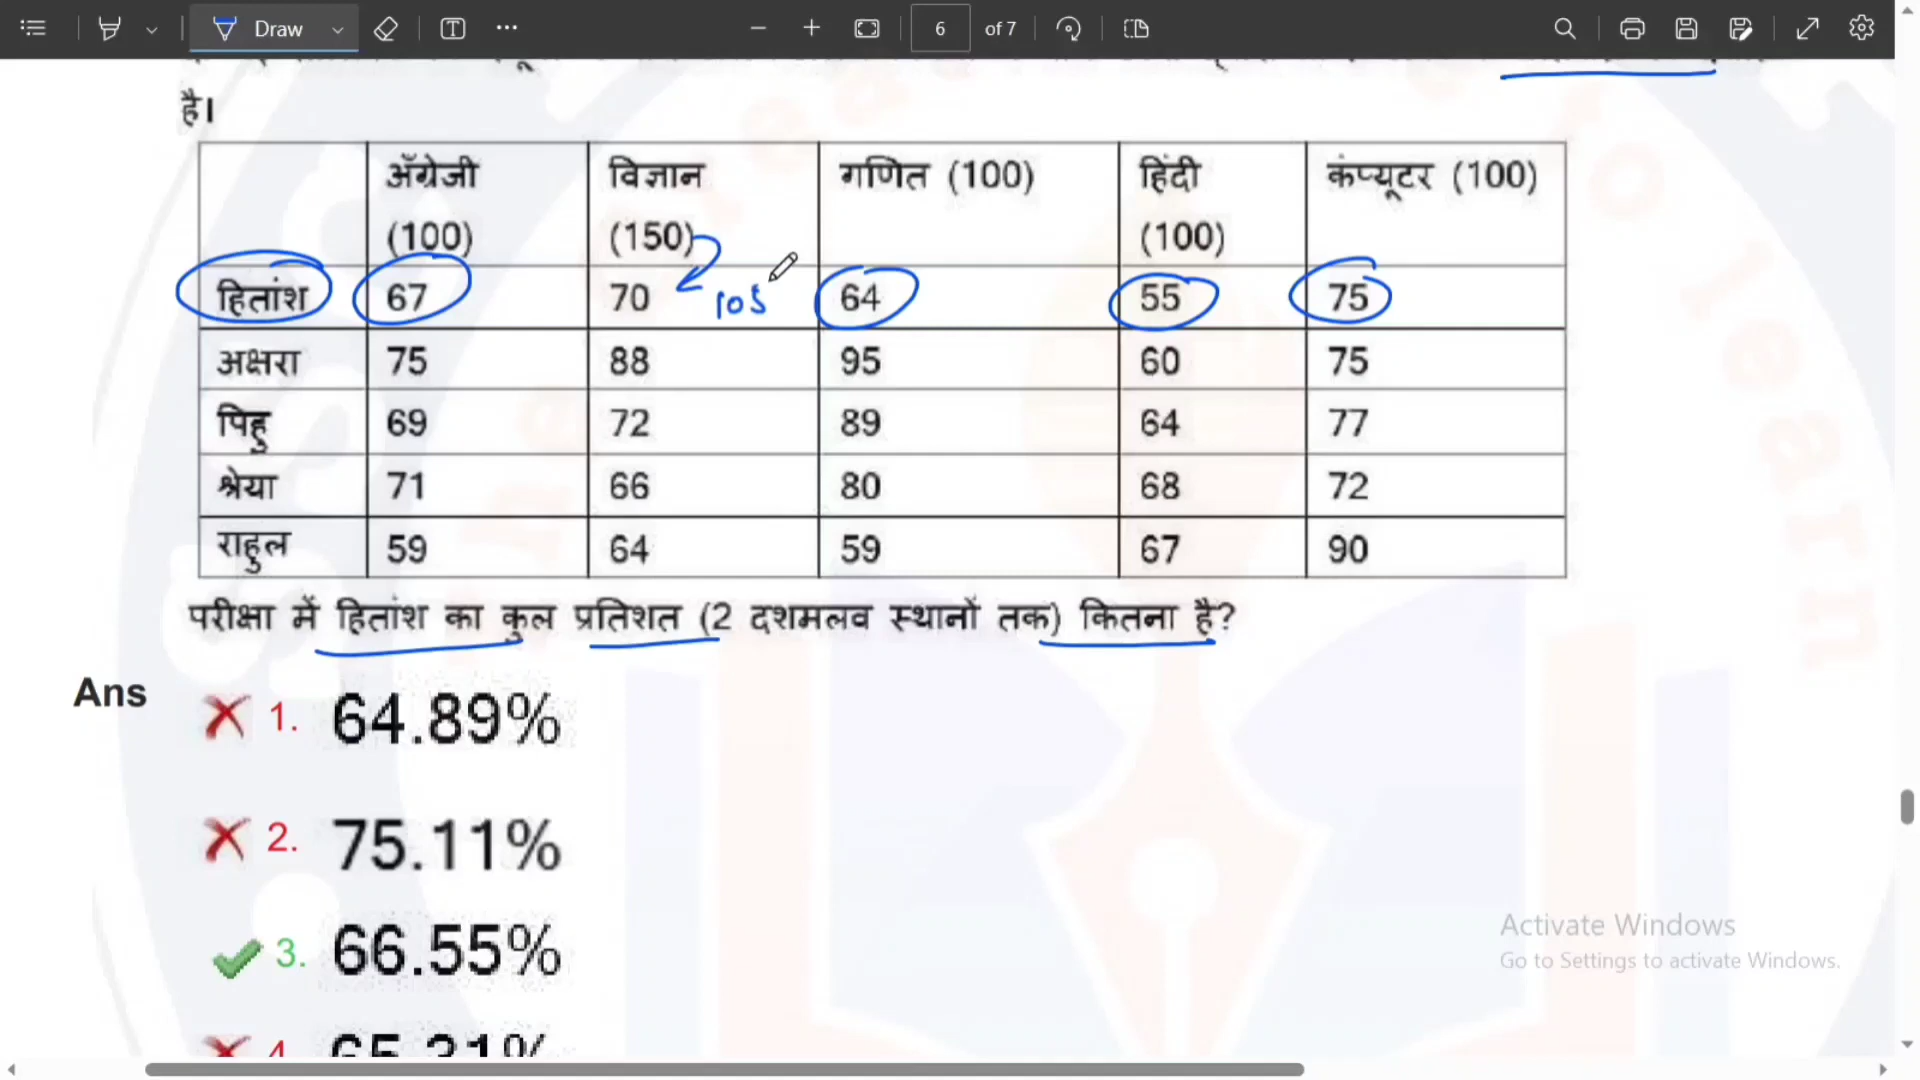 Draw
6 of 7
है।
अँग्रेजी (100) विज्ञान (150) गणित (100) हिंदी (100) कंप्यूटर (100)
हितांश 67 70 105 64 55 75
अक्षरा 75 88 95 60 75
पिहु 69 72 89 64 77
श्रेया 71 66 80 68 72
राहुल 59 64 59 67 90
परीक्षा में हितांश का कुल प्रतिशत (2 दशमलव स्थानों तक) कितना है?
Ans 1. 64.89%
2. 75.11%
3. 66.55%
Activate Windows
Go to Settings to activate Windows.
learn